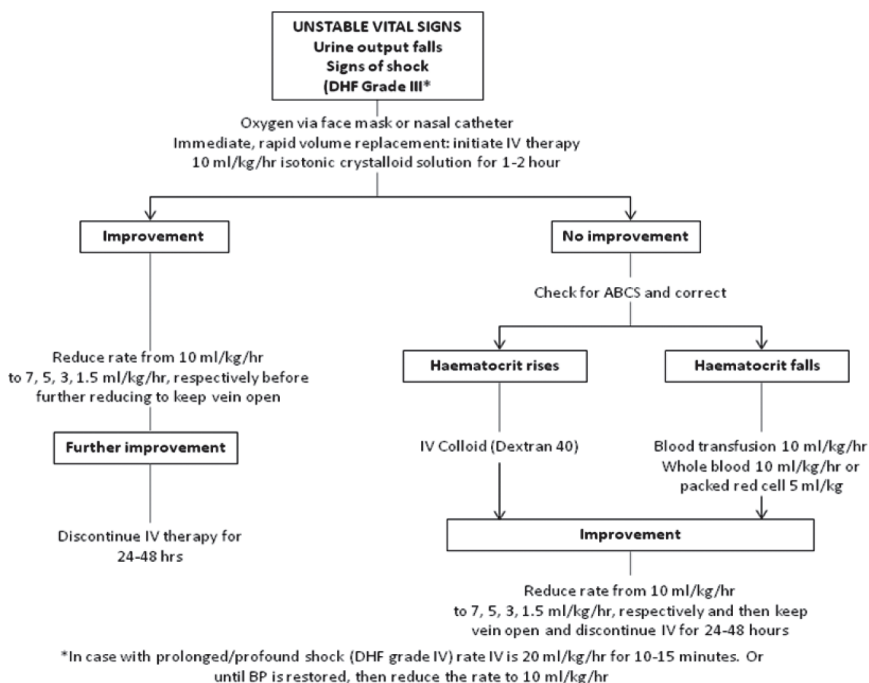 UNSTABLE VITAL SIGNS
Urine output falls
Signs of shock
(DHF Grade III*
Oxygen via face mask or nasal catheter
Immediate, rapid volume replacement: initiate IV therapy
10 ml/kg/hr isotonic crystalloid solution for 1-2 hour
Improvement
No improvement
Check for ABCS and correct
Reduce rate from 10 ml/kg/hr
to 7, 5, 3, 1.5 ml/kg/hr, respectively before
further reducing to keep vein open
Haematocrit rises
Haematocrit falls
Further improvement
IV Colloid (Dextran 40)
Blood transfusion 10 ml/kg/hr
Whole blood 10 ml/kg/hr or
packed red cell 5 ml/kg
Discontinue IV therapy for
24-48 hrs
Improvement
Reduce rate from 10 ml/kg/hr
to 7, 5, 3, 1.5 ml/kg/hr, respectively and then keep
vein open and discontinue IV for 24-48 hours
*In case with prolonged/profound shock (DHF grade IV) rate IV is 20 ml/kg/hr for 10-15 minutes. Or
until BP is restored, then reduce the rate to 10 ml/kg/hr